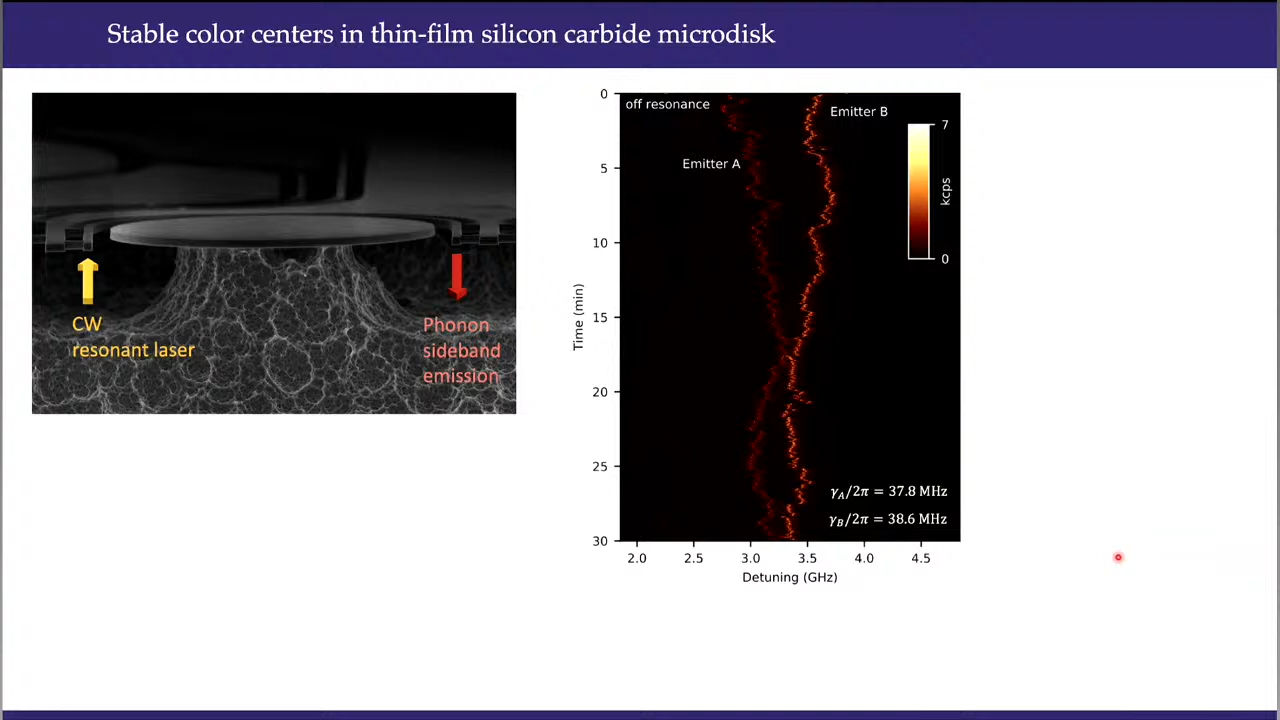 Stable color centers in thin-film silicon carbide microdisk
CW
resonant laser
Phonon
sideband
emission
off resonance
Emitter A
Emitter B
7
kcps
0
0
5
10
15
20
25
30
Time (min)
γ_A/2π = 37.8 MHz
γ_B/2π = 38.6 MHz
2.0 2.5 3.0 3.5 4.0 4.5
Detuning (GHz)